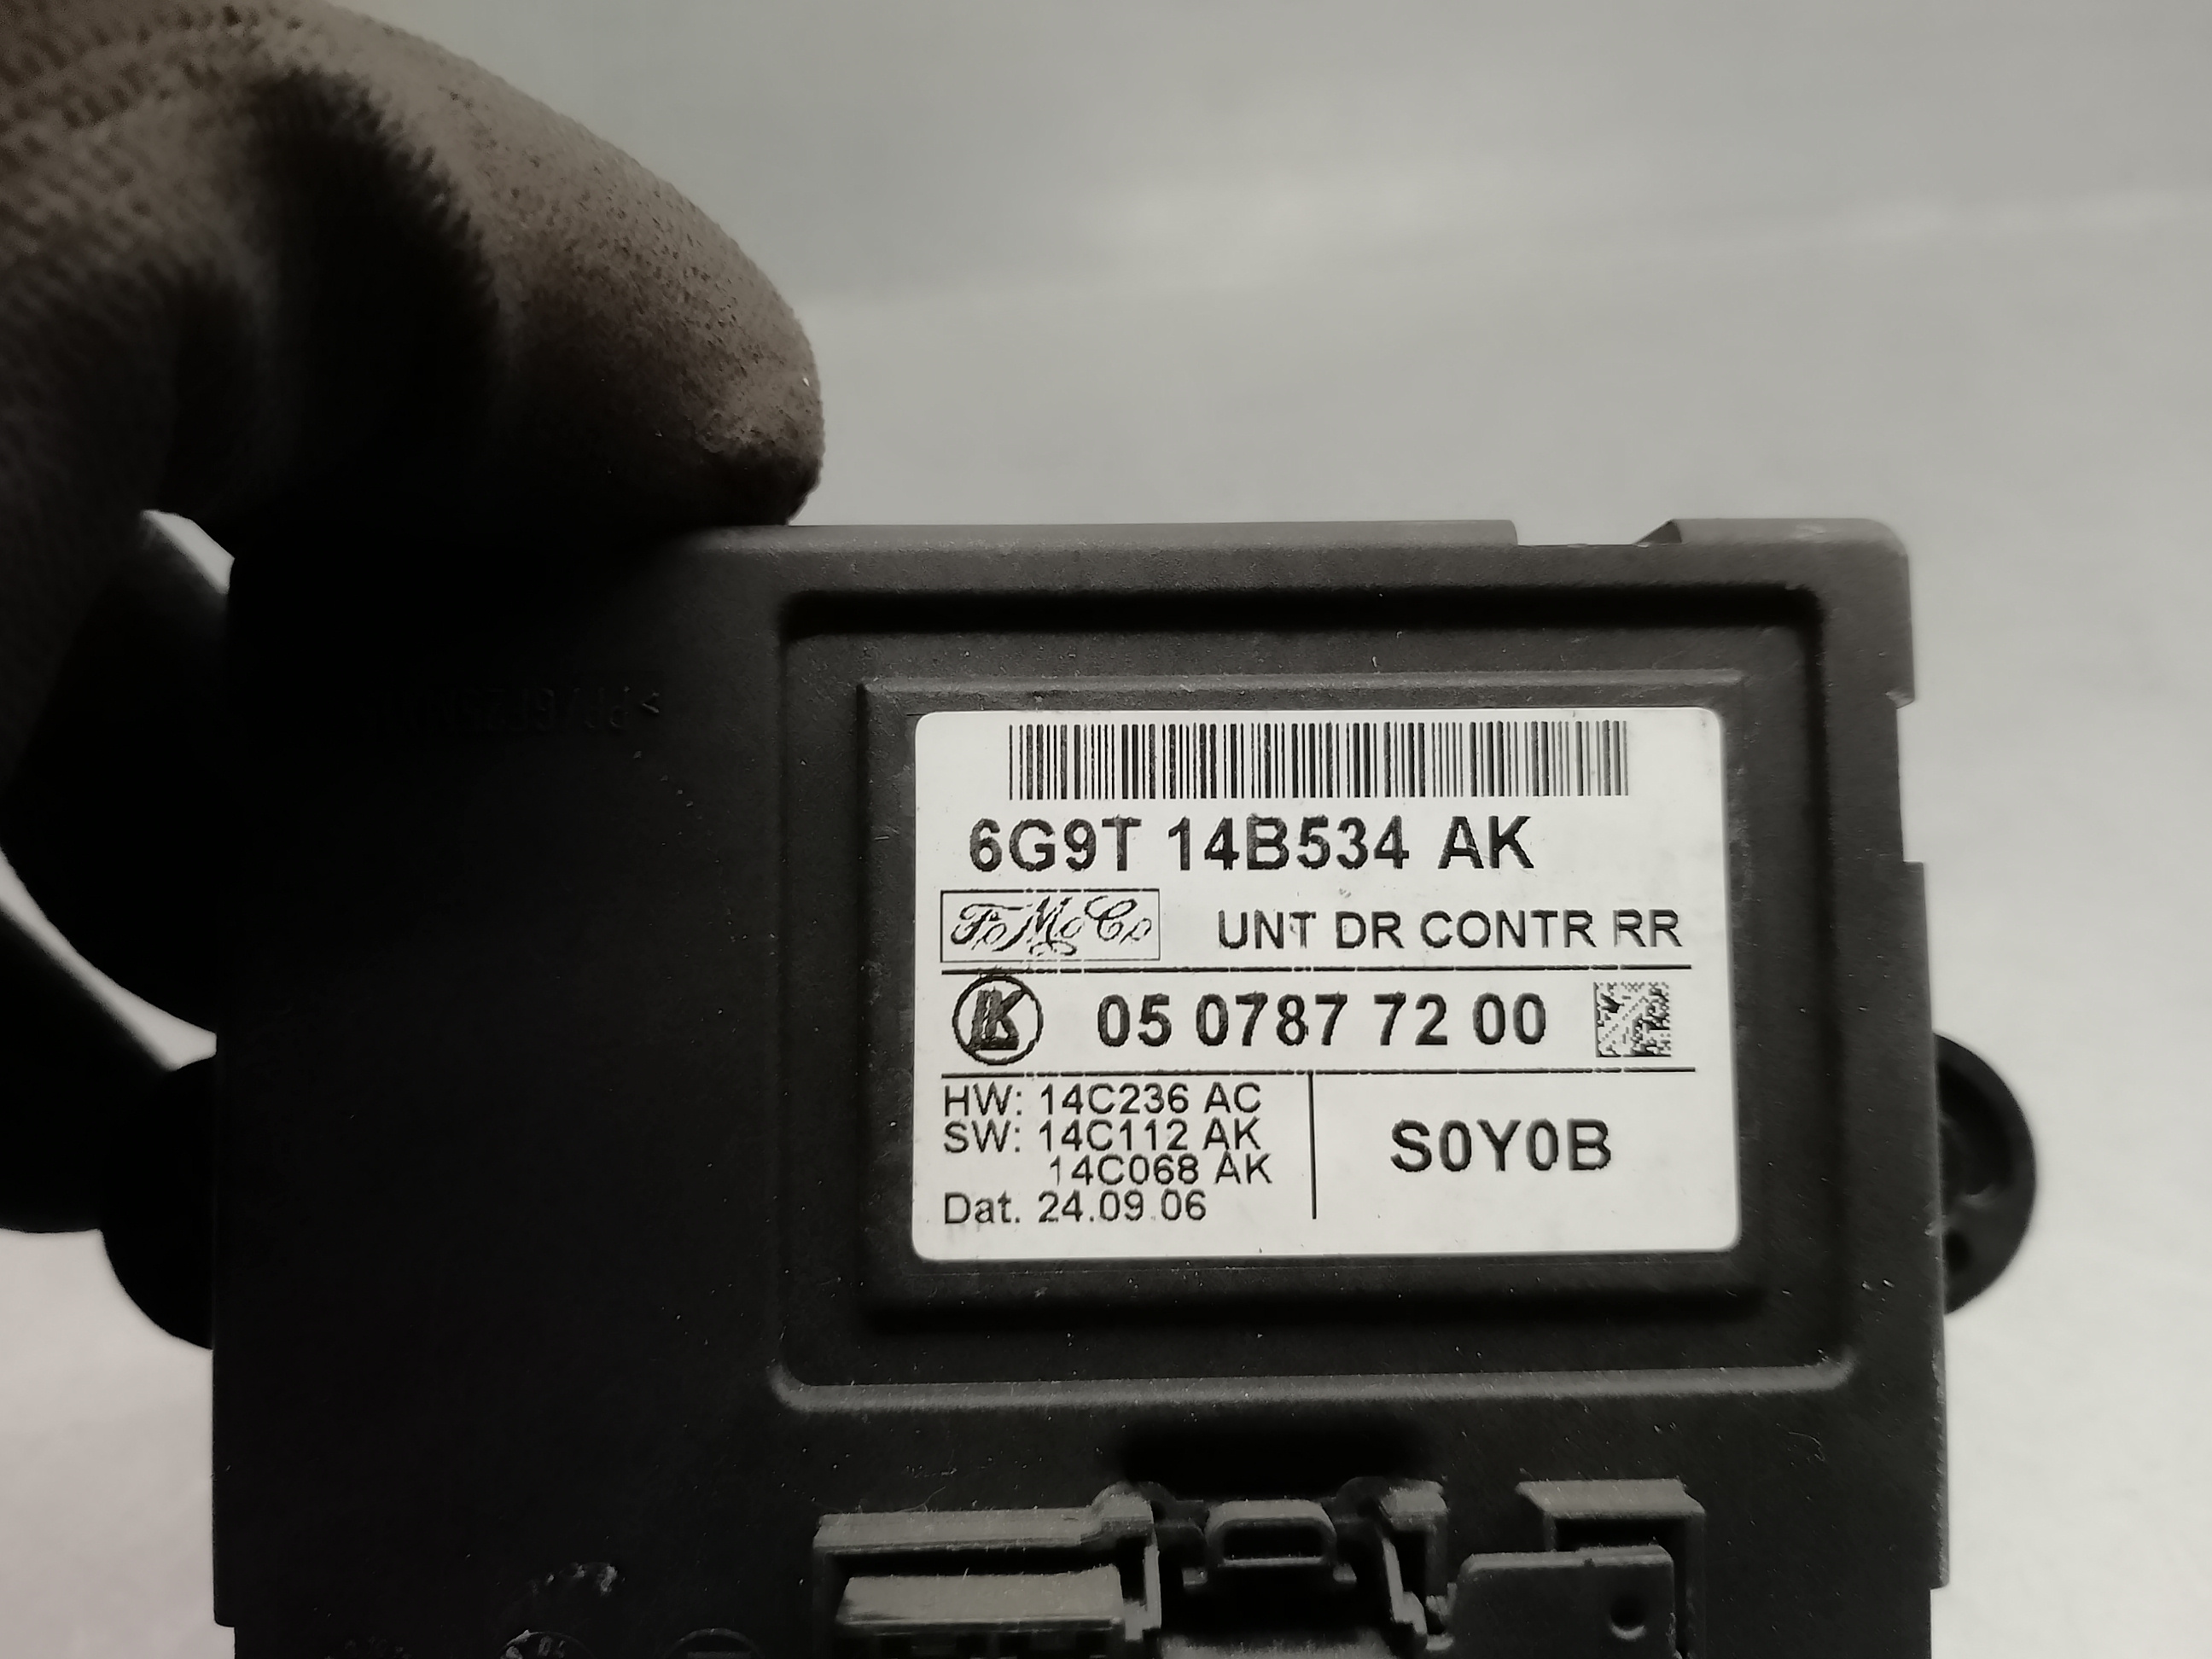 6G9T 14B534 AK
FoMoCo UNT DR CONTR RR
LK 05 0787 72 00
HW: 14C236 AC
SW: 14C112 AK
14C068 AK
Dat. 24.09.06
S0Y0B